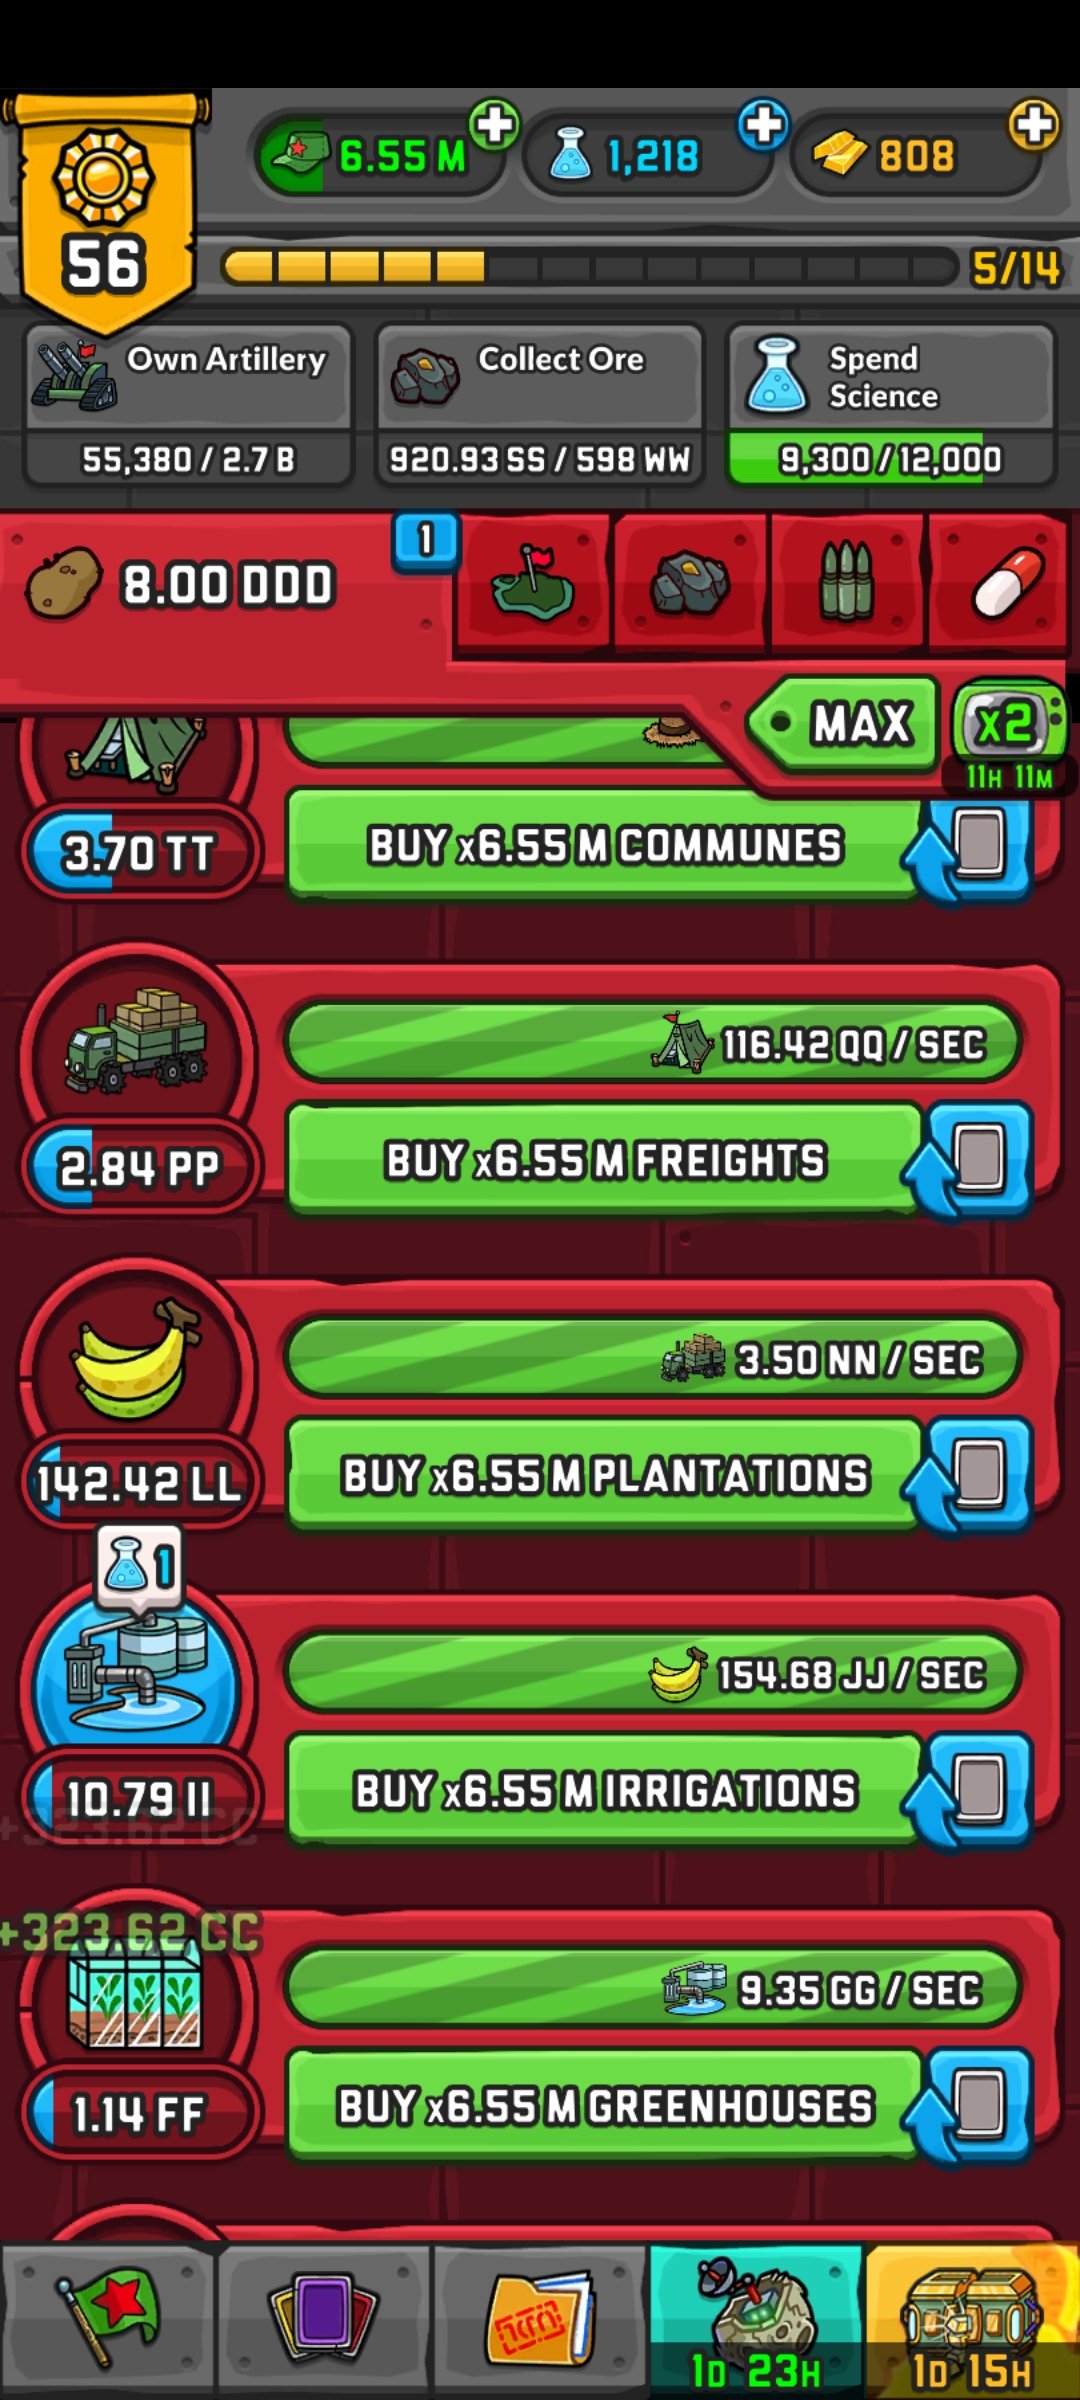 6.55 M
1,218
808
56
5/14
Own Artillery
55,380 / 2.7 B
Collect Ore
920.93 SS / 598 WW
Spend
Science
9,300 / 12,000
8.00 DDD
1
MAX
x2
11H 11M
3.70 TT
BUY x6.55 M COMMUNES
116.42 QQ / SEC
2.84 PP
BUY x6.55 M FREIGHTS
3.50 NN / SEC
142.42 LL
BUY x6.55 M PLANTATIONS
1
154.68 JJ / SEC
10.79 II
BUY x6.55 M IRRIGATIONS
+323.62 CC
+323.62 CC
9.35 GG / SEC
1.14 FF
BUY x6.55 M GREENHOUSES
1D 23H
1D 15H